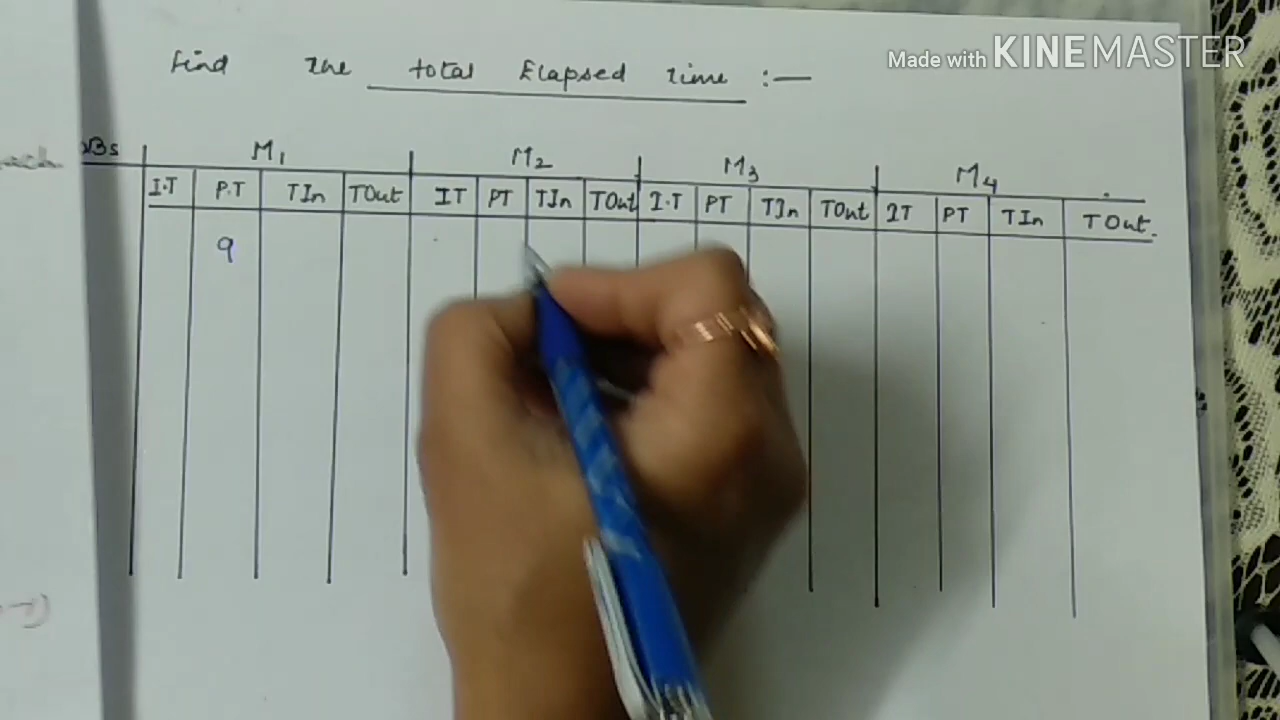 Made with KINEMASTER
Find the total Elapsed time :—
M1 M2 M3 M4
I.T P.T TIn TOut IT PT TIn TOut I.T PT TIn TOut IT PT TIn TOut.
9